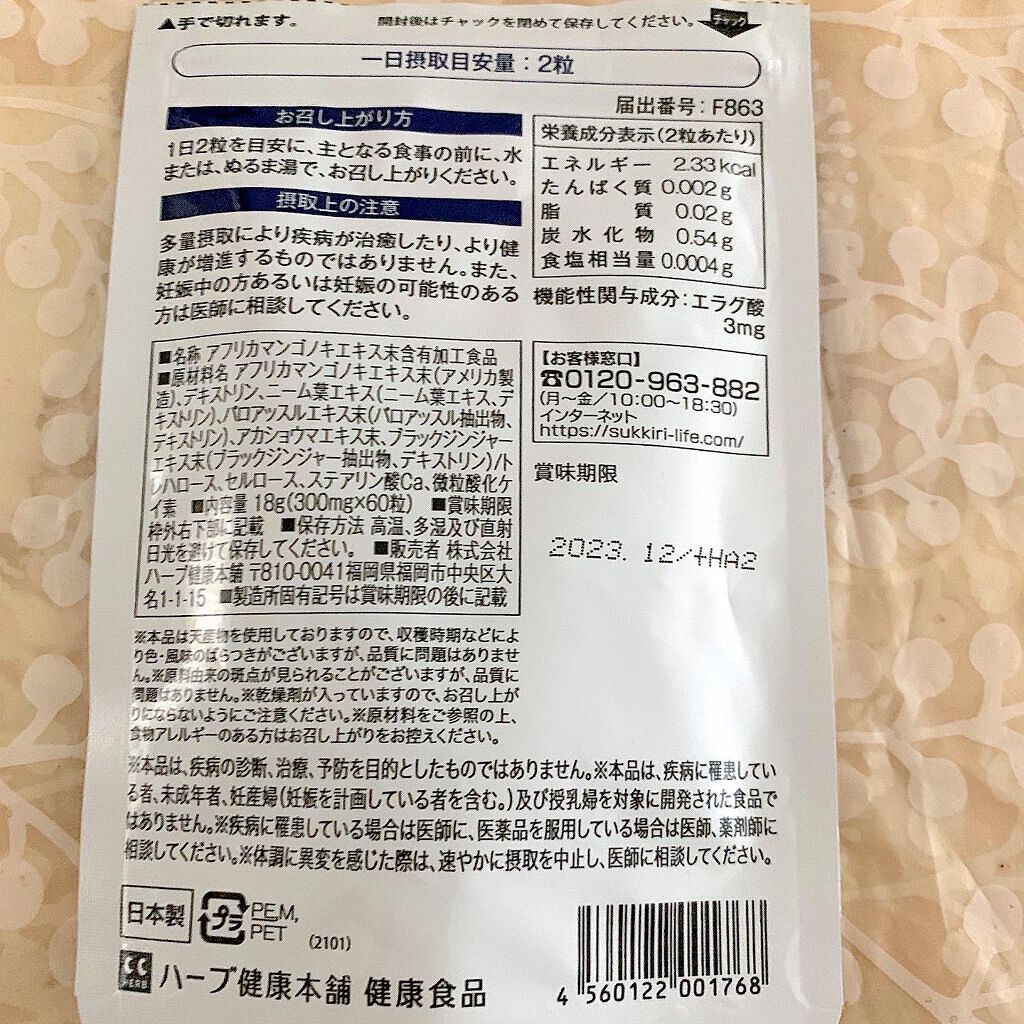 ▲手で切れます。
開封後はチャックを閉めて保存してください。
チャック
一日摂取目安量：2粒
届出番号：F863
お召し上がり方
1日2粒を目安に、主となる食事の前に、水
または、ぬるま湯で、お召し上がりください。
摂取上の注意
多量摂取により疾病が治癒したり、より健
康が増進するものではありません。また、
妊娠中の方あるいは妊娠の可能性のある
方は医師に相談してください。
栄養成分表示（2粒あたり）
エネルギー 2.33kcal
たんぱく質 0.002g
脂質 0.02g
炭水化物 0.54g
食塩相当量 0.0004g
機能性関与成分：エラグ酸
3mg
■名称 アフリカマンゴノキエキス末含有加工食品
■原材料名 アフリカマンゴノキエキス末（アメリカ製
造）、デキストリン、ニーム葉エキス（ニーム葉エキス、デ
キストリン）、バロアッスルエキス末（バロアッスル抽出物、
デキストリン）、アカショウマエキス末、ブラックジンジャー
エキス末（ブラックジンジャー抽出物、デキストリン）/ト
レハロース、セルロース、ステアリン酸Ca、微粒酸化ケ
イ素 ■内容量 18g（300mg×60粒） ■賞味期限
枠外右下部に記載 ■保存方法 高温、多湿及び直射
日光を避けて保存してください。 ■販売者 株式会社
ハーブ健康本舗 〒810-0041福岡県福岡市中央区大
名1-1-15 ■製造所固有記号は賞味期限の後に記載
【お客様窓口】
☎0120-963-882
（月～金/10:00～18:30）
インターネット
https://sukkiri-life.com/
賞味期限
2023. 12/+HA2
※本品は天産物を使用しておりますので、収穫時期などによ
り色・風味のばらつきがございますが、品質に問題はありませ
ん。※原料由来の斑点が見られることがございますが、品質に
問題はありません。※乾燥剤が入っていますので、お召し上が
りにならないようにご注意ください。※原材料をご参照の上、
食物アレルギーのある方はお召し上がりをお控えください。
※本品は、疾病の診断、治療、予防を目的としたものではありません。※本品は、疾病に罹患してい
る者、未成年者、妊産婦（妊娠を計画している者を含む。）及び授乳婦を対象に開発された食品で
はありません。※疾病に罹患している場合は医師に、医薬品を服用している場合は医師、薬剤師に
相談してください。※体調に異変を感じた際は、速やかに摂取を中止し、医師に相談してください。
日本製
プラ
PE,M,
PET
(2101)
CC
HERB
ハーブ健康本舗 健康食品
4 560122 001768